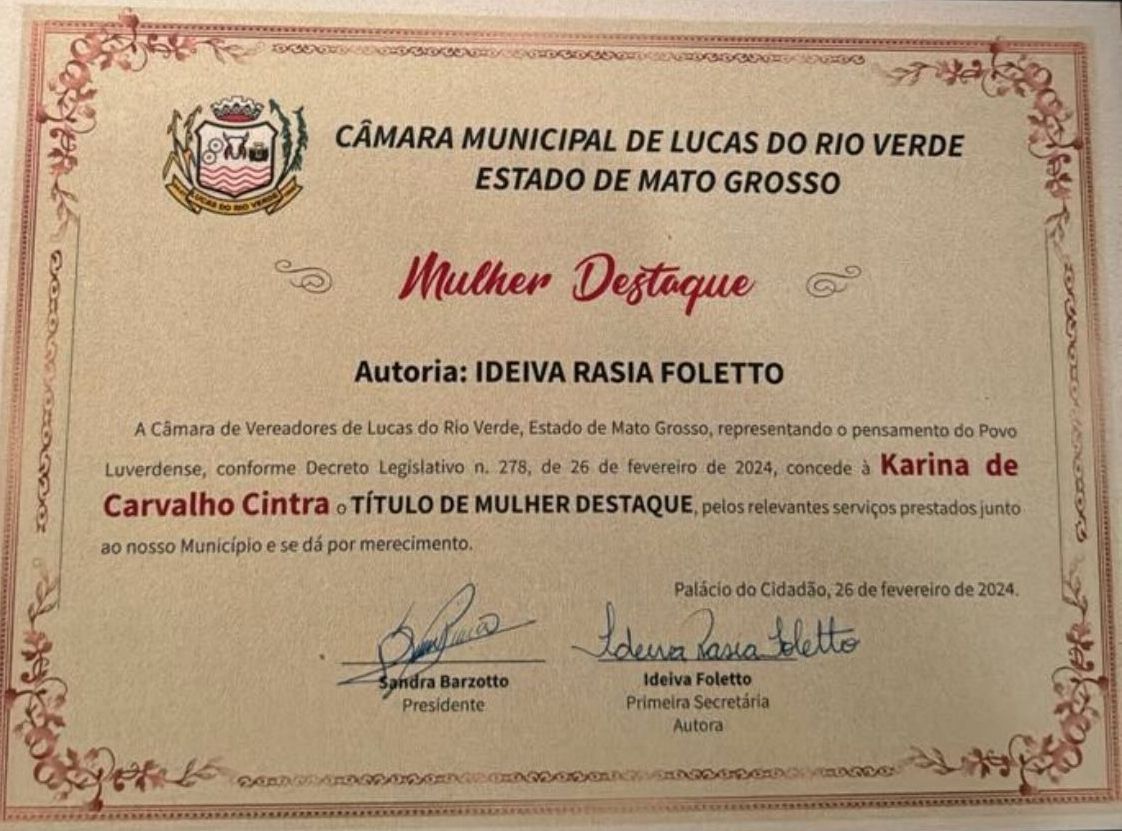 LUCAS DO RIO VERDE
CÂMARA MUNICIPAL DE LUCAS DO RIO VERDE
ESTADO DE MATO GROSSO
Mulher Destaque
Autoria: IDEIVA RASIA FOLETTO
A Câmara de Vereadores de Lucas do Rio Verde, Estado de Mato Grosso, representando o pensamento do Povo
Luverdense, conforme Decreto Legislativo n. 278, de 26 de fevereiro de 2024, concede à Karina de
Carvalho Cintra o TÍTULO DE MULHER DESTAQUE, pelos relevantes serviços prestados junto
ao nosso Município e se dá por merecimento.
Palácio do Cidadão, 26 de fevereiro de 2024.
Ideiva Rasia Foletto
Sandra Barzotto
Presidente
Ideiva Foletto
Primeira Secretária
Autora